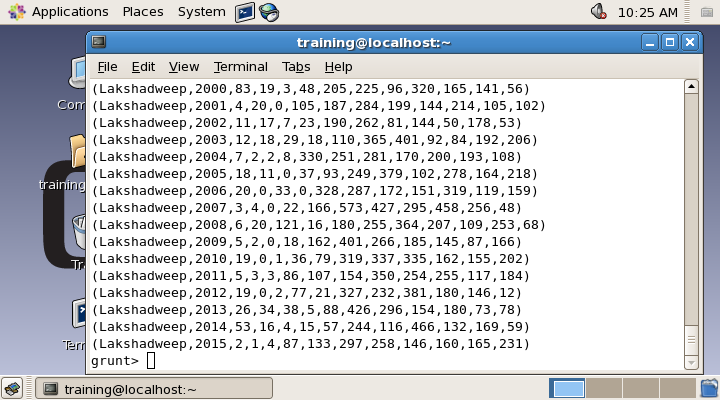 Applications Places System
10:25 AM
training@localhost:~
File Edit View Terminal Tabs Help
(Lakshadweep,2000,83,19,3,48,205,225,96,320,165,141,56)
(Lakshadweep,2001,4,20,0,105,187,284,199,144,214,105,102)
(Lakshadweep,2002,11,17,7,23,190,262,81,144,50,178,53)
(Lakshadweep,2003,12,18,29,18,110,365,401,92,84,192,206)
(Lakshadweep,2004,7,2,2,8,330,251,281,170,200,193,108)
(Lakshadweep,2005,18,11,0,37,93,249,379,102,278,164,218)
(Lakshadweep,2006,20,0,33,0,328,287,172,151,319,119,159)
(Lakshadweep,2007,3,4,0,22,166,573,427,295,458,256,48)
(Lakshadweep,2008,6,20,121,16,180,255,364,207,109,253,68)
(Lakshadweep,2009,5,2,0,18,162,401,266,185,145,87,166)
(Lakshadweep,2010,19,0,1,36,79,319,337,335,162,155,202)
(Lakshadweep,2011,5,3,3,86,107,154,350,254,255,117,184)
(Lakshadweep,2012,19,0,2,77,21,327,232,381,180,146,12)
(Lakshadweep,2013,26,34,38,5,88,426,296,154,180,73,78)
(Lakshadweep,2014,53,16,4,15,57,244,116,466,132,169,59)
(Lakshadweep,2015,2,1,4,87,133,297,258,146,160,165,231)
grunt>
Com
training
Tr
Term
training@localhost:~